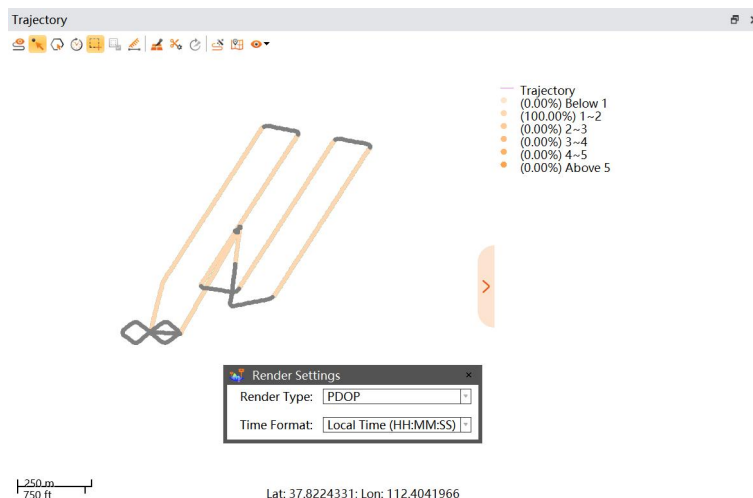 Trajectory
Trajectory
(0.00%) Below 1
(100.00%) 1~2
(0.00%) 2~3
(0.00%) 3~4
(0.00%) 4~5
(0.00%) Above 5
Render Settings
Render Type: PDOP
Time Format: Local Time (HH:MM:SS)
250 m
750 ft
Lat: 37.8224331; Lon: 112.4041966